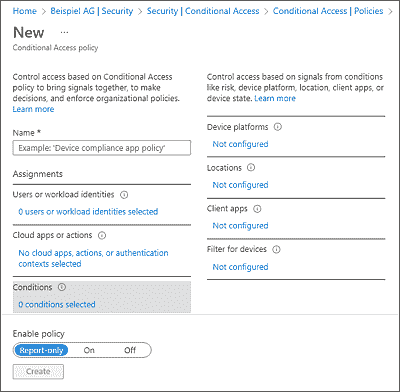 Home > Beispiel AG | Security > Security | Conditional Access > Conditional Access | Policies >
New ...
Conditional Access policy
Control access based on Conditional Access
policy to bring signals together, to make
decisions, and enforce organizational policies.
Learn more
Name *
Example: 'Device compliance app policy'
Assignments
Users or workload identities
0 users or workload identities selected
Cloud apps or actions
No cloud apps, actions, or authentication
contexts selected
Conditions
0 conditions selected
Control access based on signals from conditions
like risk, device platform, location, client apps, or
device state. Learn more
Device platforms
Not configured
Locations
Not configured
Client apps
Not configured
Filter for devices
Not configured
Enable policy
Report-only On Off
Create